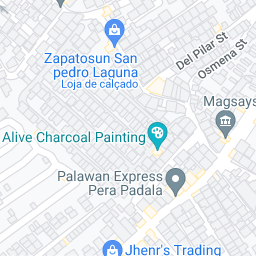 Zapatosun San
pedro Laguna
Loja de calçado
Del Pilar St
Osmena St
Magsays
Alive Charcoal Painting
Palawan Express
Pera Padala
Jhenr's Trading